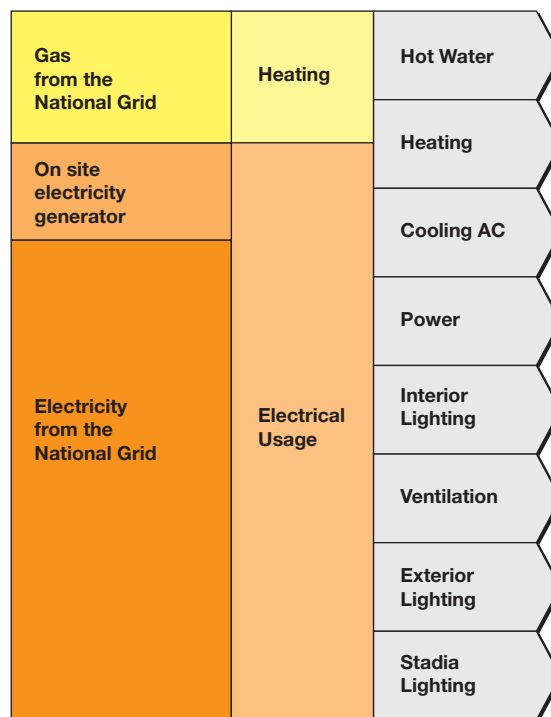 Gas
from the
National Grid
On site
electricity
generator
Electricity
from the
National Grid
Heating
Electrical
Usage
Hot Water
Heating
Cooling AC
Power
Interior
Lighting
Ventilation
Exterior
Lighting
Stadia
Lighting